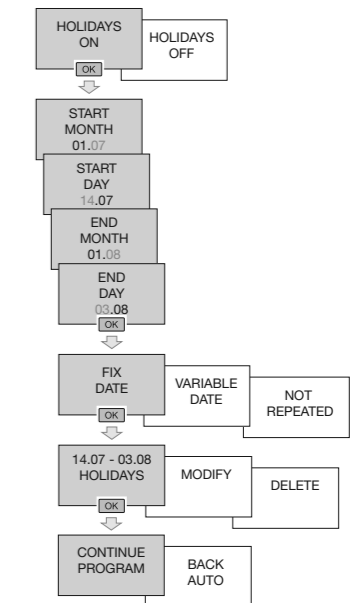 HOLIDAYS
ON
HOLIDAYS
OFF
OK
START
MONTH
01.07
START
DAY
14.07
END
MONTH
01.08
END
DAY
03.08
OK
FIX
DATE
VARIABLE
DATE
NOT
REPEATED
OK
14.07 - 03.08
HOLIDAYS
MODIFY
DELETE
OK
CONTINUE
PROGRAM
BACK
AUTO